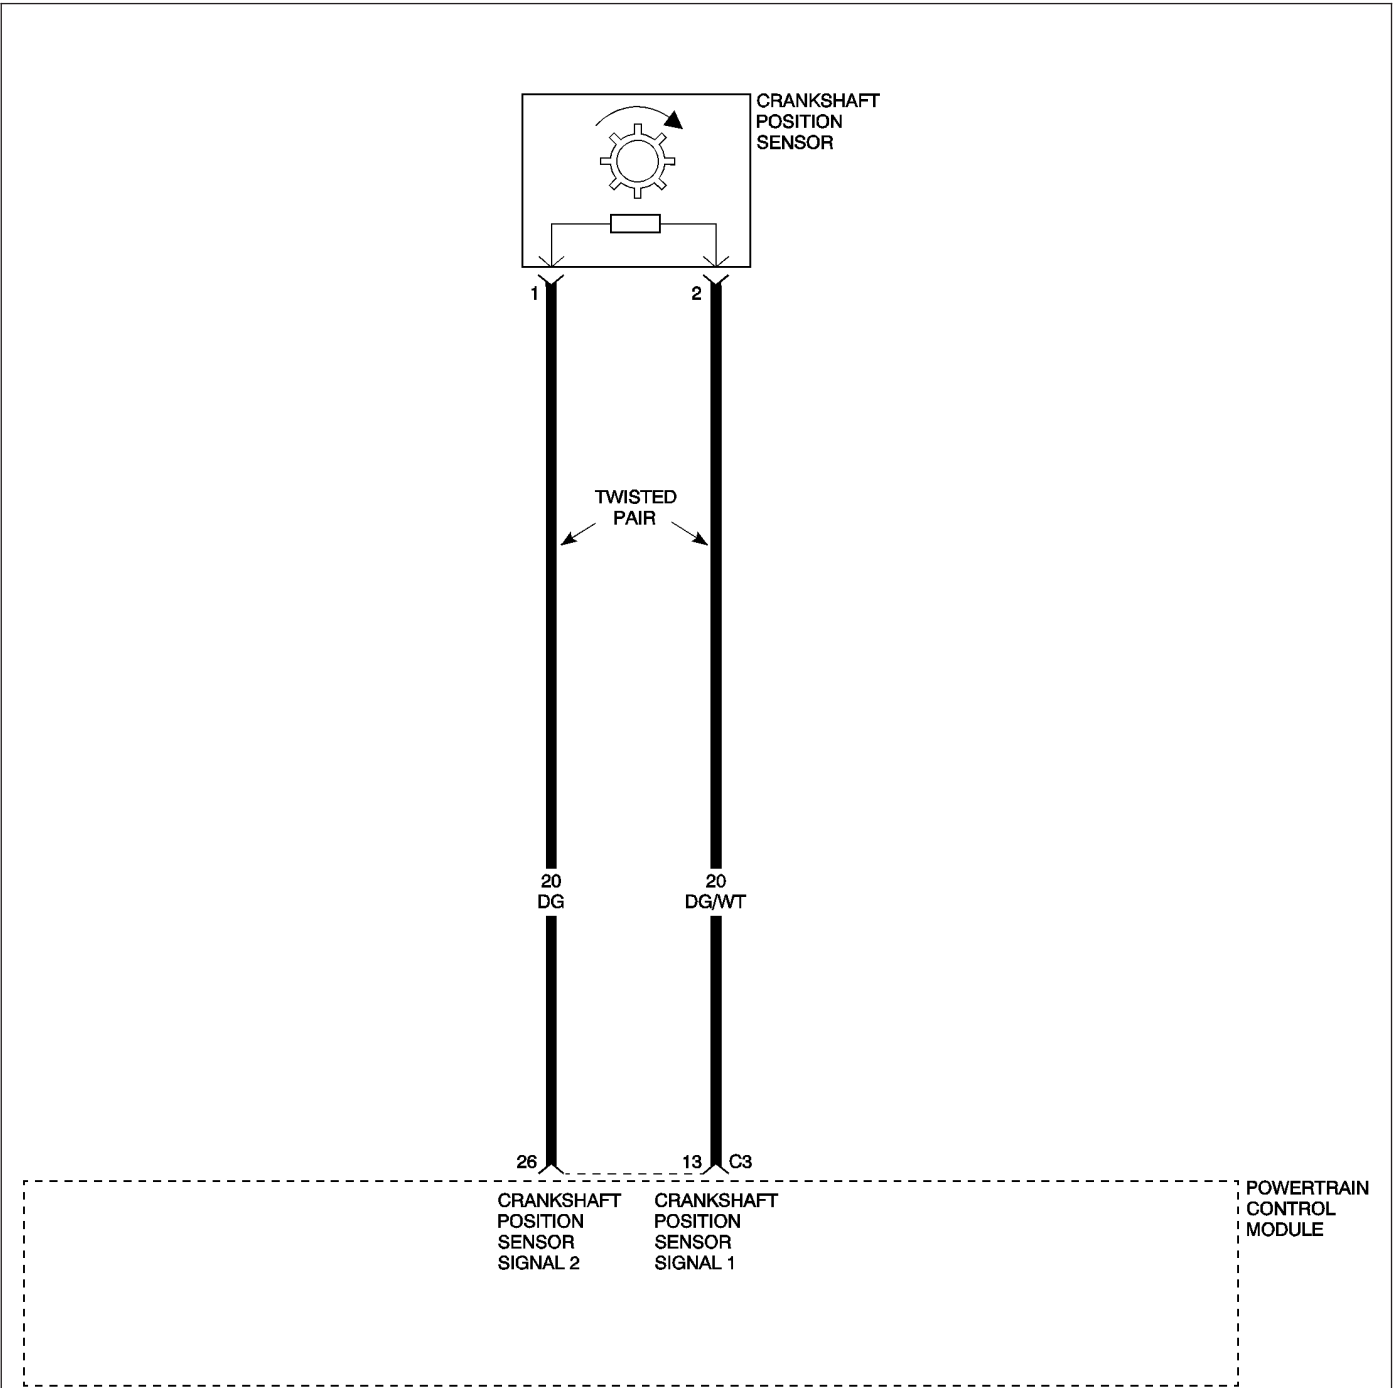 CRANKSHAFT
POSITION
SENSOR
1
2
TWISTED
PAIR
20
DG
20
DG/WT
26
13
C3
CRANKSHAFT
POSITION
SENSOR
SIGNAL 2
CRANKSHAFT
POSITION
SENSOR
SIGNAL 1
POWERTRAIN
CONTROL
MODULE